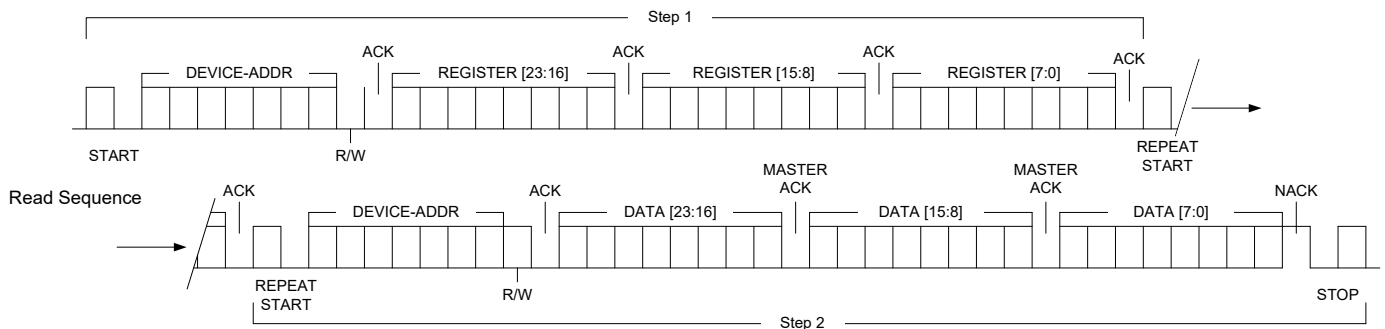 Step 1
ACK ACK ACK ACK
DEVICE-ADDR REGISTER [23:16] REGISTER [15:8] REGISTER [7:0]
START R/W REPEAT
START
MASTER MASTER
Read Sequence ACK ACK ACK ACK NACK
DEVICE-ADDR DATA [23:16] DATA [15:8] DATA [7:0]
REPEAT R/W STOP
START
Step 2